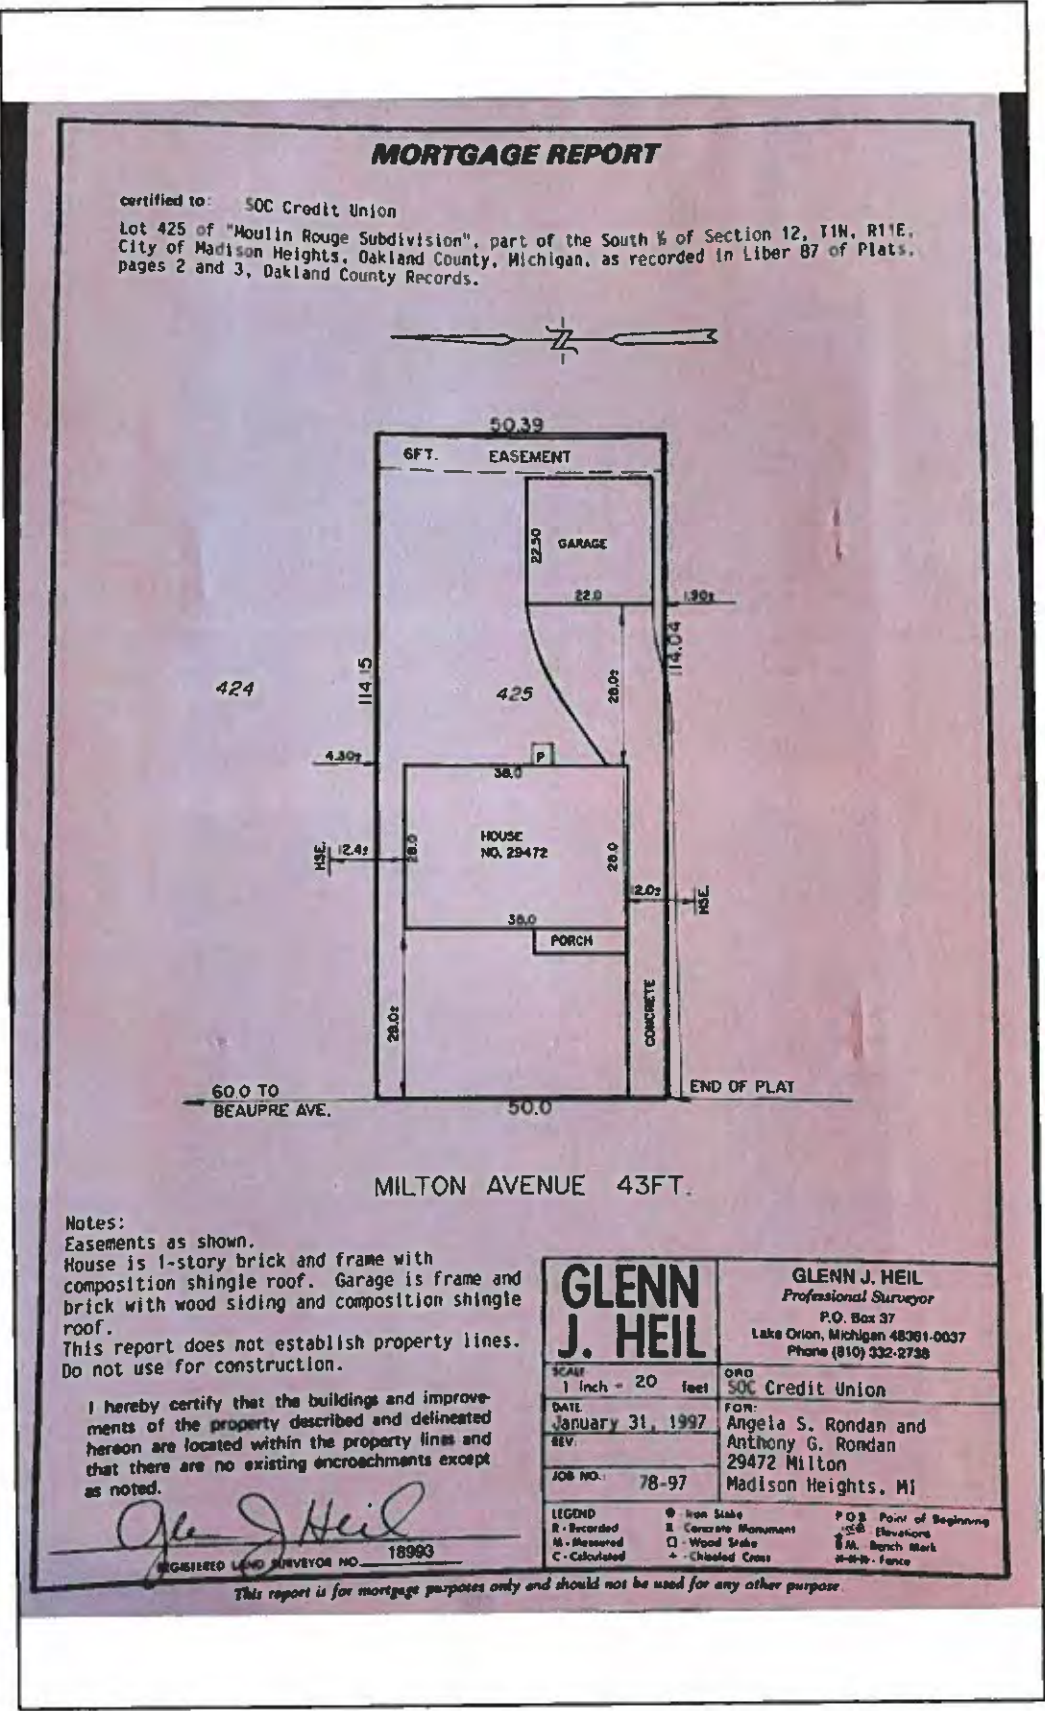 MORTGAGE REPORT
certified to: SOC Credit Union
Lot 425 of "Moulin Rouge Subdivision", part of the South ½ of Section 12, T1N, R11E,
City of Madison Heights, Oakland County, Michigan, as recorded in Liber 87 of Plats,
pages 2 and 3, Oakland County Records.
50.39
6FT. EASEMENT
22.50
GARAGE
22.0
1.90±
114.15
114.04
424
425
28.0±
4.30±
P
38.0
HSE.
12.4±
28.0
HOUSE
NO. 29472
28.0
12.0±
HSE.
38.0
PORCH
28.0±
CONCRETE
60.0 TO
BEAUPRE AVE.
50.0
END OF PLAT
MILTON AVENUE 43FT.
Notes:
Easements as shown.
House is 1-story brick and frame with
composition shingle roof. Garage is frame and
brick with wood siding and composition shingle
roof.
This report does not establish property lines.
Do not use for construction.
I hereby certify that the buildings and improve-
ments of the property described and delineated
hereon are located within the property lines and
that there are no existing encroachments except
as noted.
Glenn J Heil
REGISTERED LAND SURVEYOR NO. 18993
GLENN
J. HEIL
GLENN J. HEIL
Professional Surveyor
P.O. Box 37
Lake Orion, Michigan 48361-0037
Phone (810) 332-2738
SCALE
1 inch = 20 feet
ORD
SOC Credit Union
DATE
January 31, 1997
REV.
JOB NO.: 78-97
FOR:
Angela S. Rondan and
Anthony G. Rondan
29472 Milton
Madison Heights, MI
LEGEND
R - Recorded
M - Measured
C - Calculated
- Iron Stake
- Concrete Monument
- Wood Stake
+ - Chiseled Cross
P O B Point of Beginning
Elevations
B M. Bench Mark
#-#-#- Fence
This report is for mortgage purposes only and should not be used for any other purpose